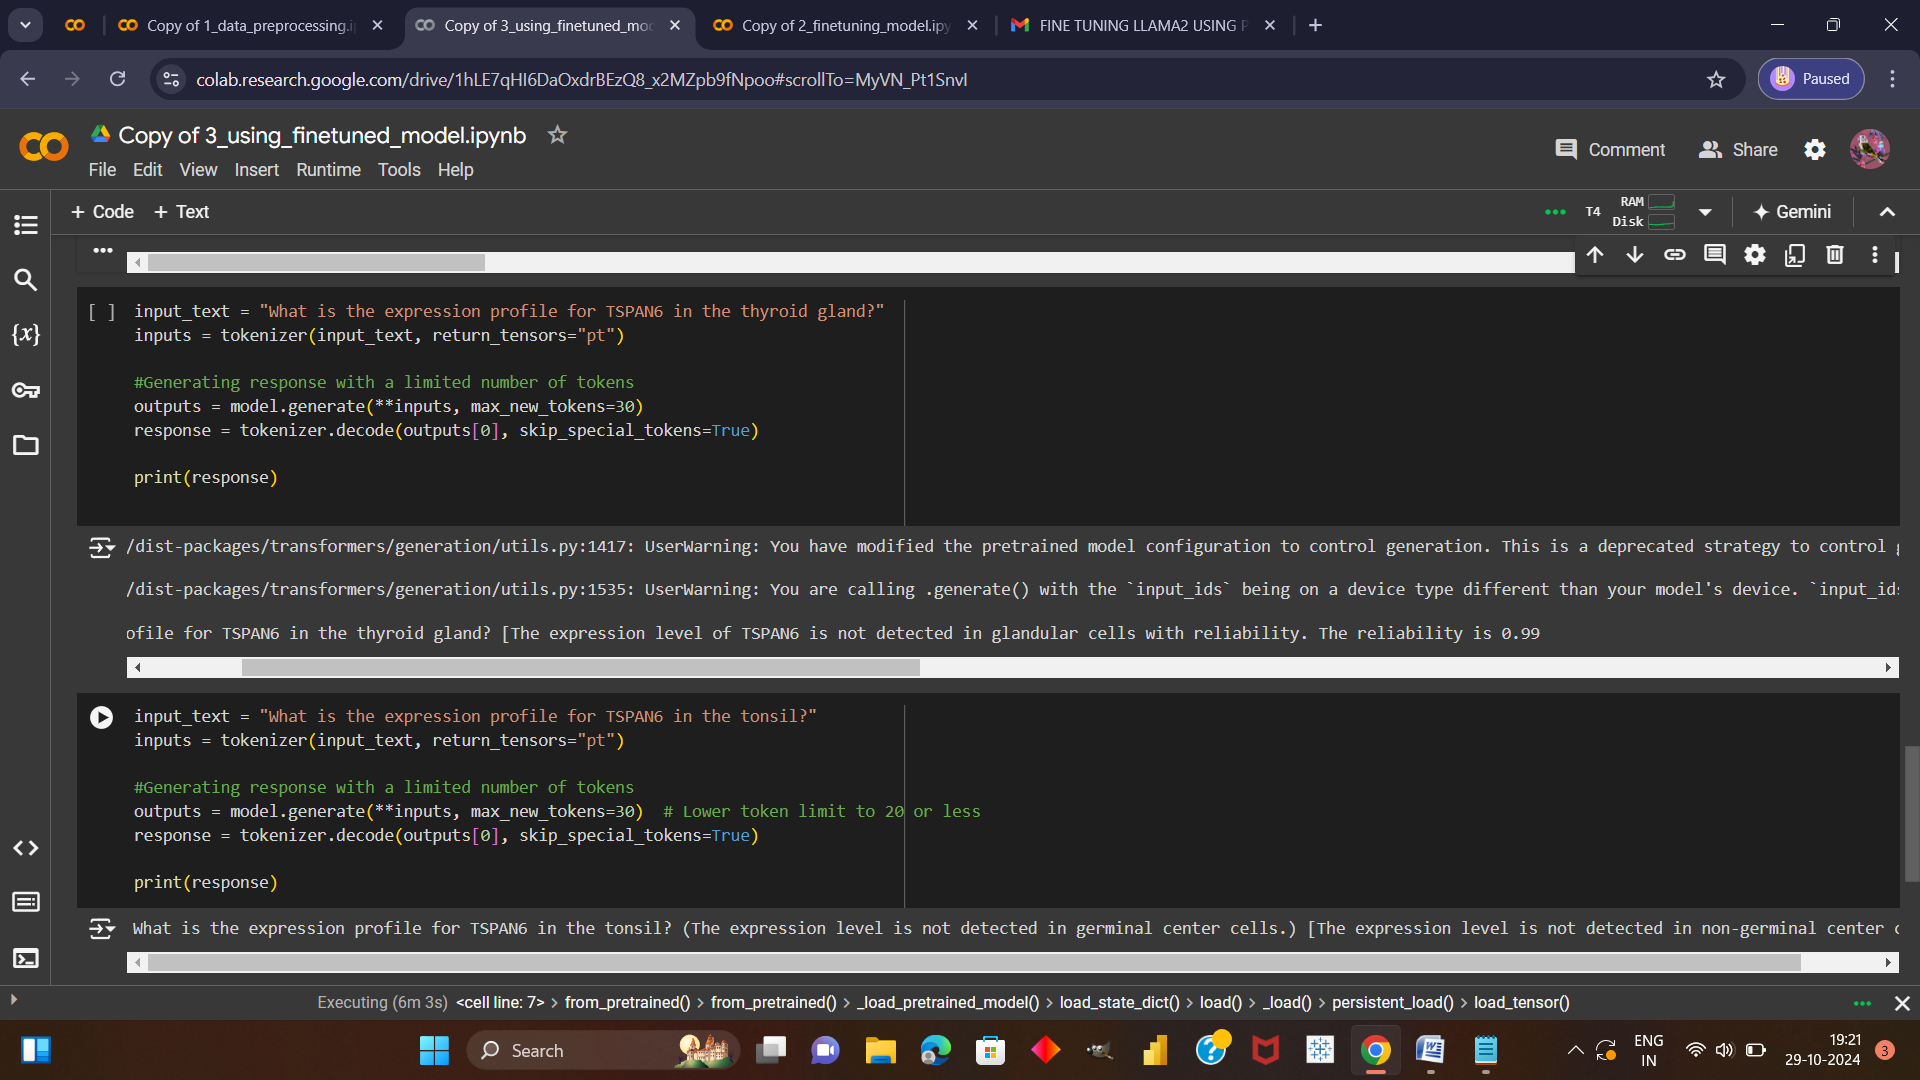 Copy of 1_data_preprocessing.i
Copy of 3_using_finetuned_mo
Copy of 2_finetuning_model.ipy
FINE TUNING LLAMA2 USING P
colab.research.google.com/drive/1hLE7qHI6DaOxdrBEzQ8_x2MZpb9fNpoo#scrollTo=MyVN_Pt1SnvI
Paused
Copy of 3_using_finetuned_model.ipynb
Comment
Share
File Edit View Insert Runtime Tools Help
+ Code + Text
T4
RAM
Disk
Gemini
[ ] input_text = "What is the expression profile for TSPAN6 in the thyroid gland?"
inputs = tokenizer(input_text, return_tensors="pt")
#Generating response with a limited number of tokens
outputs = model.generate(**inputs, max_new_tokens=30)
response = tokenizer.decode(outputs[0], skip_special_tokens=True)
print(response)
/dist-packages/transformers/generation/utils.py:1417: UserWarning: You have modified the pretrained model configuration to control generation. This is a deprecated strategy to control
/dist-packages/transformers/generation/utils.py:1535: UserWarning: You are calling .generate() with the `input_ids` being on a device type different than your model's device. `input_ids
ofile for TSPAN6 in the thyroid gland? [The expression level of TSPAN6 is not detected in glandular cells with reliability. The reliability is 0.99
input_text = "What is the expression profile for TSPAN6 in the tonsil?"
inputs = tokenizer(input_text, return_tensors="pt")
#Generating response with a limited number of tokens
outputs = model.generate(**inputs, max_new_tokens=30)  # Lower token limit to 20 or less
response = tokenizer.decode(outputs[0], skip_special_tokens=True)
print(response)
What is the expression profile for TSPAN6 in the tonsil? (The expression level is not detected in germinal center cells.) [The expression level is not detected in non-germinal center c
Executing (6m 3s) <cell line: 7> > from_pretrained() > from_pretrained() > _load_pretrained_model() > load_state_dict() > load() > _load() > persistent_load() > load_tensor()
Search
ENG
IN
19:21
29-10-2024
3